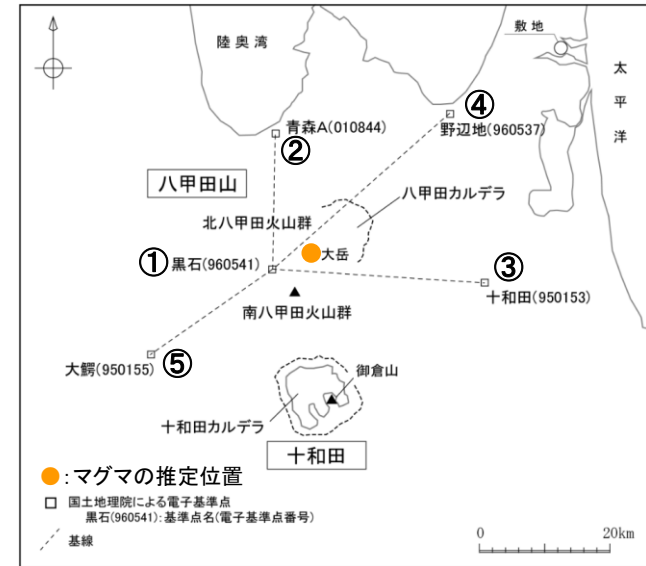 陸奥湾
敷地
太平洋
④
野辺地(960537)
青森A(010844)
②
八甲田山
八甲田カルデラ
北八甲田火山群
大岳
① 黒石(960541)
③
十和田(950153)
南八甲田火山群
大鰐(950155) ⑤
御倉山
十和田カルデラ
十和田
:マグマの推定位置
国土地理院による電子基準点
黒石(960541):基準点名(電子基準点番号)
基線
0 20km